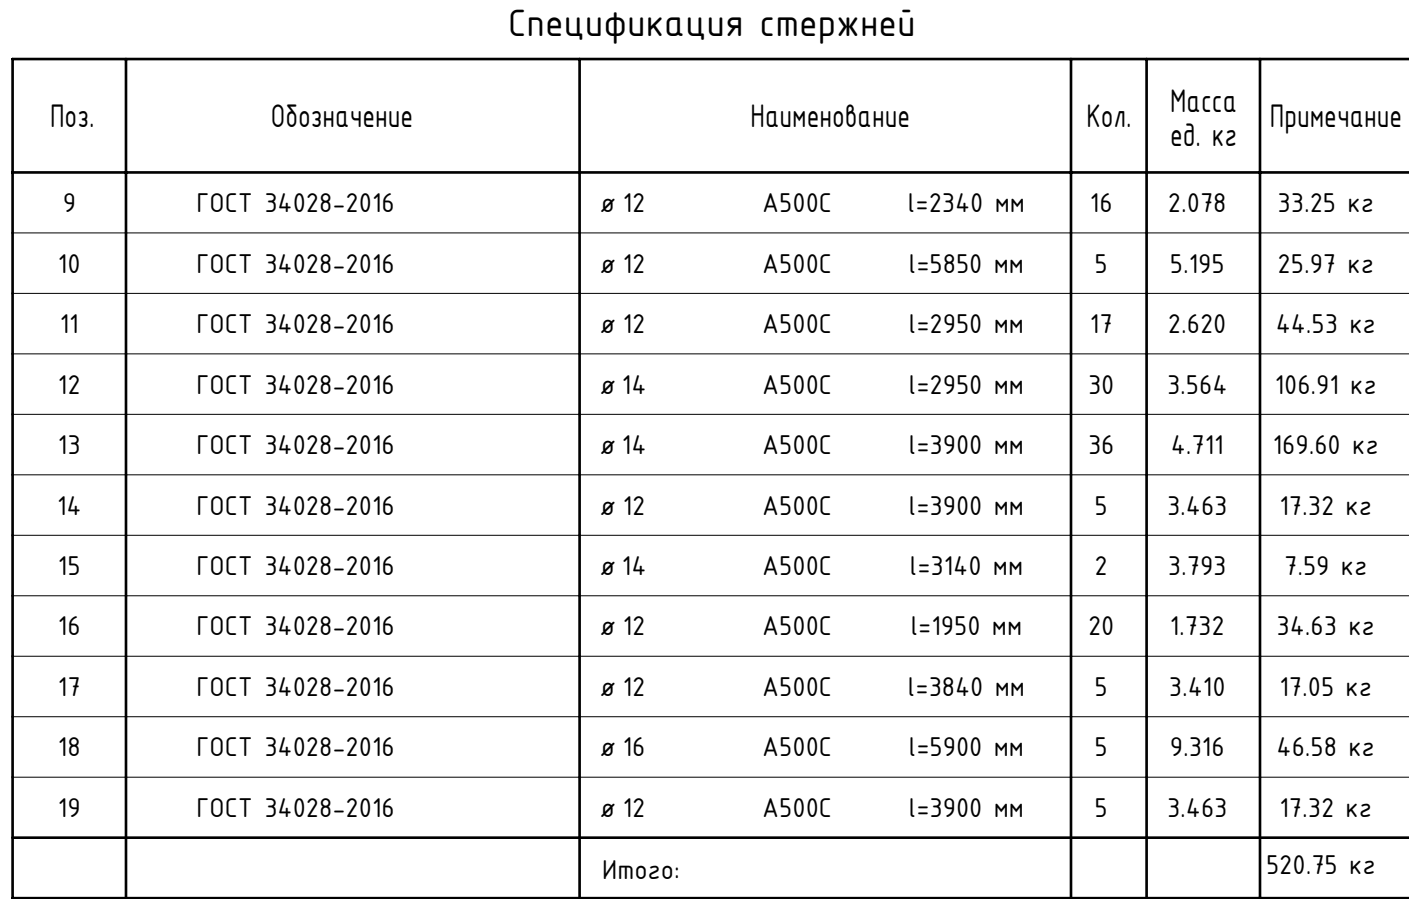 Спецификация стержней
Поз. Обозначение Наименование Кол. Масса ед. кг Примечание
9 ГОСТ 34028-2016 ø 12 А500С l=2340 мм 16 2.078 33.25 кг
10 ГОСТ 34028-2016 ø 12 А500С l=5850 мм 5 5.195 25.97 кг
11 ГОСТ 34028-2016 ø 12 А500С l=2950 мм 17 2.620 44.53 кг
12 ГОСТ 34028-2016 ø 14 А500С l=2950 мм 30 3.564 106.91 кг
13 ГОСТ 34028-2016 ø 14 А500С l=3900 мм 36 4.711 169.60 кг
14 ГОСТ 34028-2016 ø 12 А500С l=3900 мм 5 3.463 17.32 кг
15 ГОСТ 34028-2016 ø 14 А500С l=3140 мм 2 3.793 7.59 кг
16 ГОСТ 34028-2016 ø 12 А500С l=1950 мм 20 1.732 34.63 кг
17 ГОСТ 34028-2016 ø 12 А500С l=3840 мм 5 3.410 17.05 кг
18 ГОСТ 34028-2016 ø 16 А500С l=5900 мм 5 9.316 46.58 кг
19 ГОСТ 34028-2016 ø 12 А500С l=3900 мм 5 3.463 17.32 кг
Итого: 520.75 кг